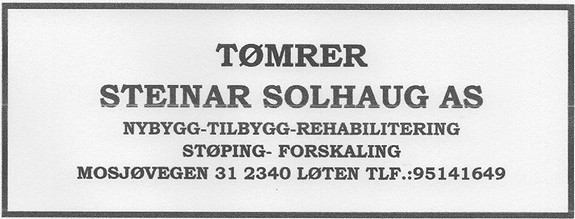 TØMRER
STEINAR SOLHAUG AS
NYBYGG-TILBYGG-REHABILITERING
STØPING- FORSKALING
MOSJØVEGEN 31 2340 LØTEN TLF.:95141649